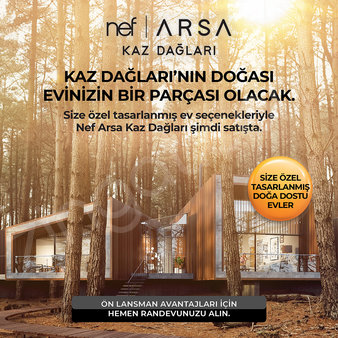 nef | ARSA
KAZ DAĞLARI
KAZ DAĞLARI'NIN DOĞASI
EVİNİZİN BİR PARÇASI OLACAK.
Size özel tasarlanmış ev seçenekleriyle
Nef Arsa Kaz Dağları şimdi satışta.
SİZE ÖZEL
TASARLANMIŞ
DOĞA DOSTU
EVLER
ÖN LANSMAN AVANTAJLARI İÇİN
HEMEN RANDEVUNUZU ALIN.